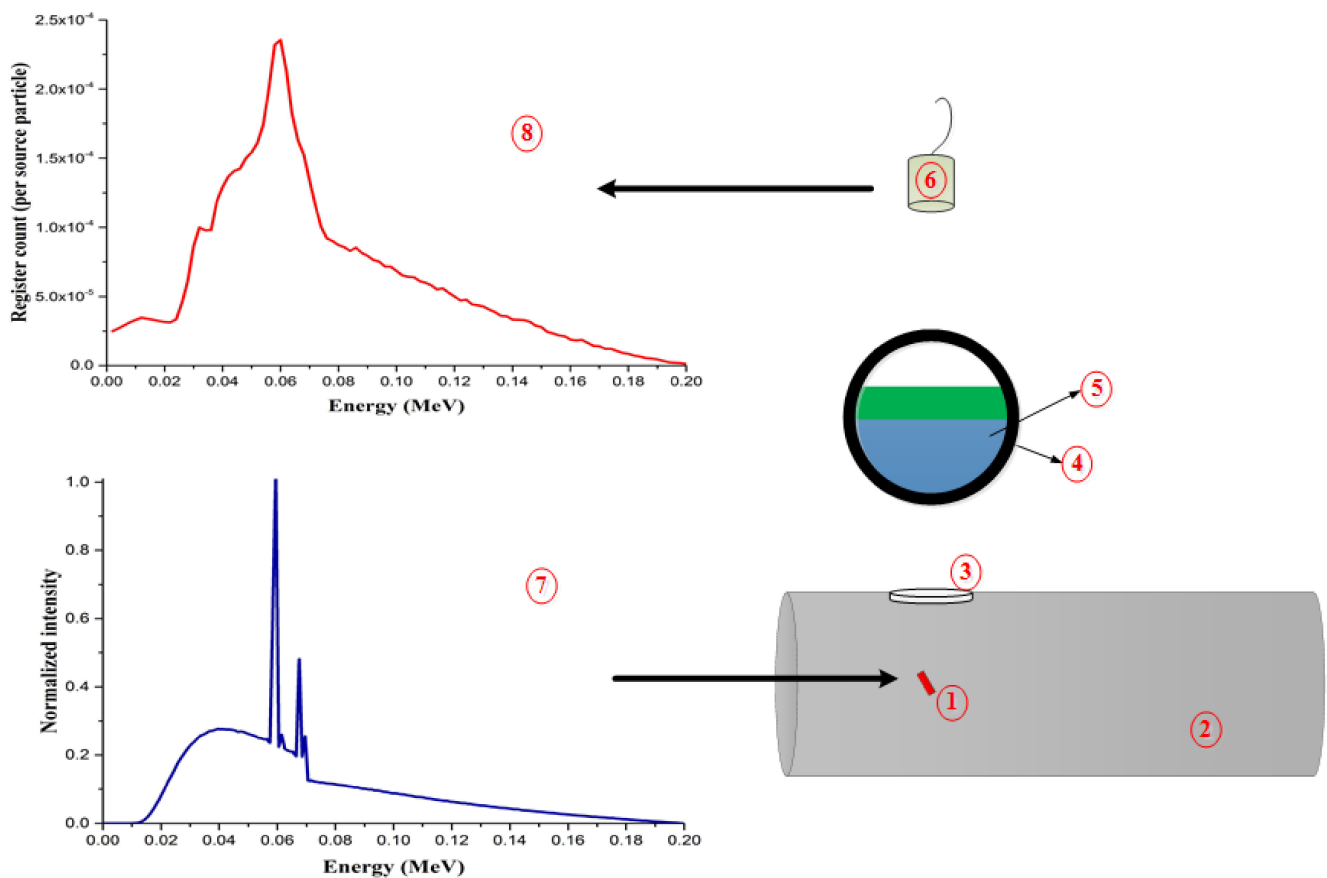 Register count (per source particle)
2.5x10⁻⁴
2.0x10⁻⁴
1.5x10⁻⁴
1.0x10⁻⁴
5.0x10⁻⁵
0.0
0.00 0.02 0.04 0.06 0.08 0.10 0.12 0.14 0.16 0.18 0.20
Energy (MeV)
8
6
5
4
Normalized intensity
1.0
0.8
0.6
0.4
0.2
0.0
0.00 0.02 0.04 0.06 0.08 0.10 0.12 0.14 0.16 0.18 0.20
Energy (MeV)
7
3
1
2